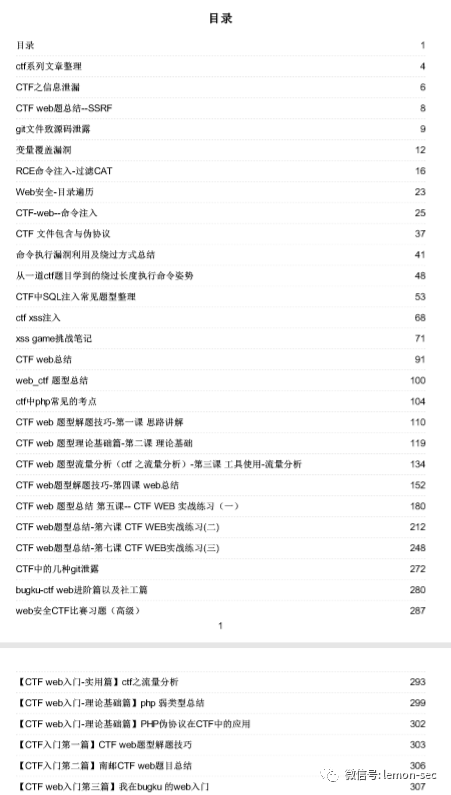 目录
目录 1
ctf系列文章整理 4
CTF之信息泄漏 6
CTF web题总结--SSRF 8
git文件致源码泄露 9
变量覆盖漏洞 12
RCE命令注入-过滤CAT 16
Web安全-目录遍历 23
CTF-web--命令注入 25
CTF 文件包含与伪协议 37
命令执行漏洞利用及绕过方式总结 41
从一道ctf题目学到的绕过长度执行命令姿势 48
CTF中SQL注入常见题型整理 53
ctf xss注入 68
xss game挑战笔记 71
CTF web总结 91
web_ctf 题型总结 100
ctf中php常见的考点 104
CTF web 题型解题技巧-第一课 思路讲解 110
CTF web 题型理论基础篇-第二课 理论基础 119
CTF web 题型流量分析（ctf 之流量分析）-第三课 工具使用-流量分析 134
CTF web题型解题技巧-第四课 web总结 152
CTF web 题型总结 第五课-- CTF WEB 实战练习（一） 180
CTF web题型总结-第六课 CTF WEB实战练习(二) 212
CTF web题型总结-第七课 CTF WEB实战练习(三) 248
CTF中的几种git泄露 272
bugku-ctf web进阶篇以及社工篇 280
web安全CTF比赛习题（高级） 287
1
【CTF web入门-实用篇】ctf之流量分析 293
【CTF web入门-理论基础篇】php 弱类型总结 299
【CTF web入门-理论基础篇】PHP伪协议在CTF中的应用 302
【CTF入门第一篇】CTF web题型解题技巧 303
【CTF入门第二篇】南邮CTF web题目总结 306
【CTF web入门第三篇】我在bugku 的web入门 307
微信号: lemon-sec